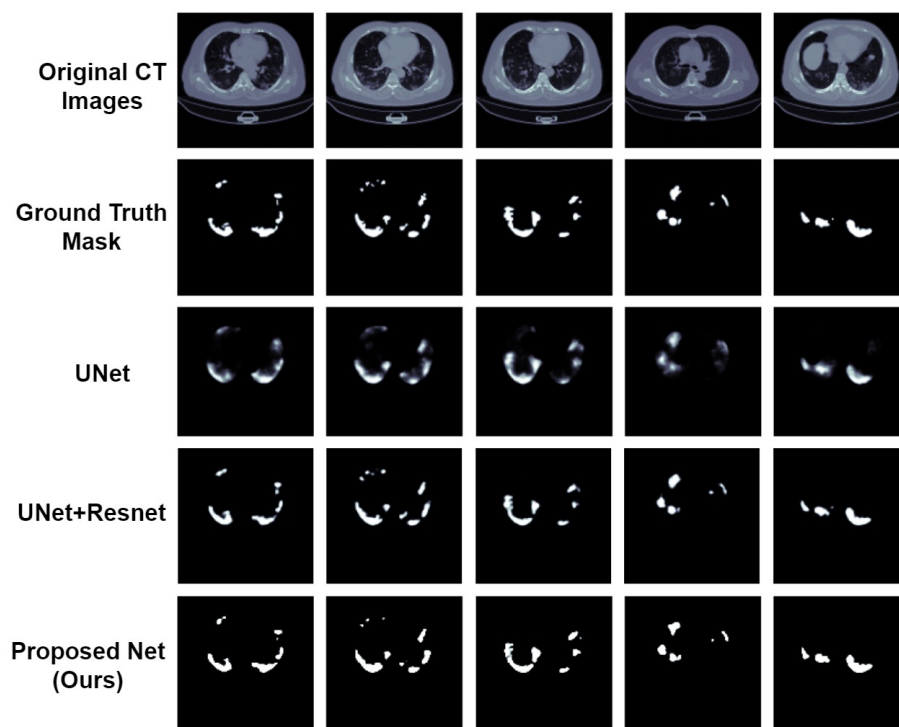 Original CT
Images
Ground Truth
Mask
UNet
UNet+Resnet
Proposed Net
(Ours)